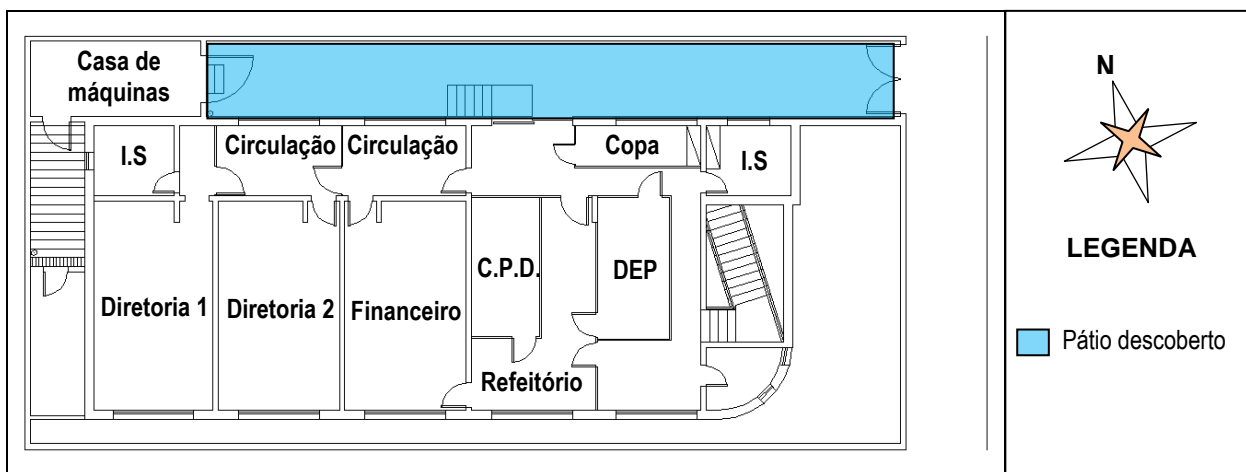 Casa de
máquinas
I.S
Circulação
Circulação
Copa
I.S
Diretoria 1
Diretoria 2
Financeiro
C.P.D.
DEP
Refeitório
N
LEGENDA
Pátio descoberto